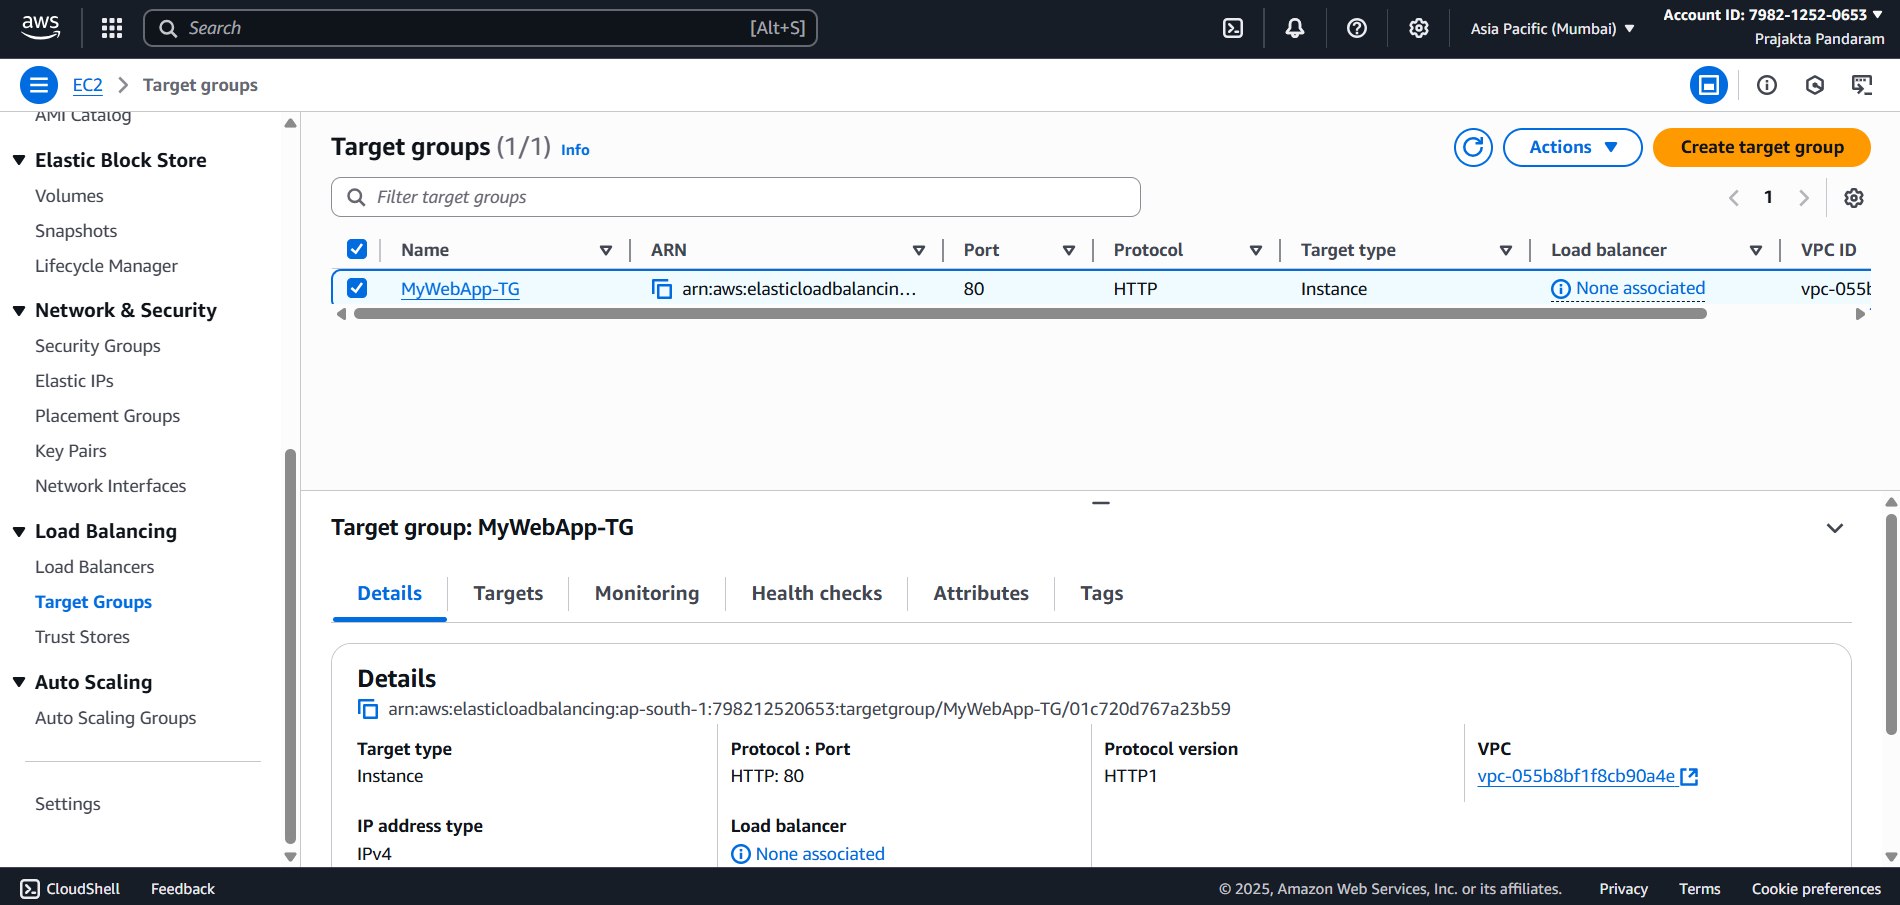 aws
Search [Alt+S]
Asia Pacific (Mumbai)
Account ID: 7982-1252-0653
Prajakta Pandaram
EC2 Target groups
AMI Catalog
Elastic Block Store
Volumes
Snapshots
Lifecycle Manager
Network & Security
Security Groups
Elastic IPs
Placement Groups
Key Pairs
Network Interfaces
Load Balancing
Load Balancers
Target Groups
Trust Stores
Auto Scaling
Auto Scaling Groups
Settings
Target groups (1/1) Info
Actions
Create target group
Filter target groups
1
Name ARN Port Protocol Target type Load balancer VPC ID
MyWebApp-TG arn:aws:elasticloadbalancin... 80 HTTP Instance None associated vpc-055b
Target group: MyWebApp-TG
Details Targets Monitoring Health checks Attributes Tags
Details
arn:aws:elasticloadbalancing:ap-south-1:798212520653:targetgroup/MyWebApp-TG/01c720d767a23b59
Target type Protocol : Port Protocol version VPC
Instance HTTP: 80 HTTP1 vpc-055b8bf1f8cb90a4e
IP address type Load balancer
IPv4 None associated
CloudShell Feedback © 2025, Amazon Web Services, Inc. or its affiliates. Privacy Terms Cookie preferences